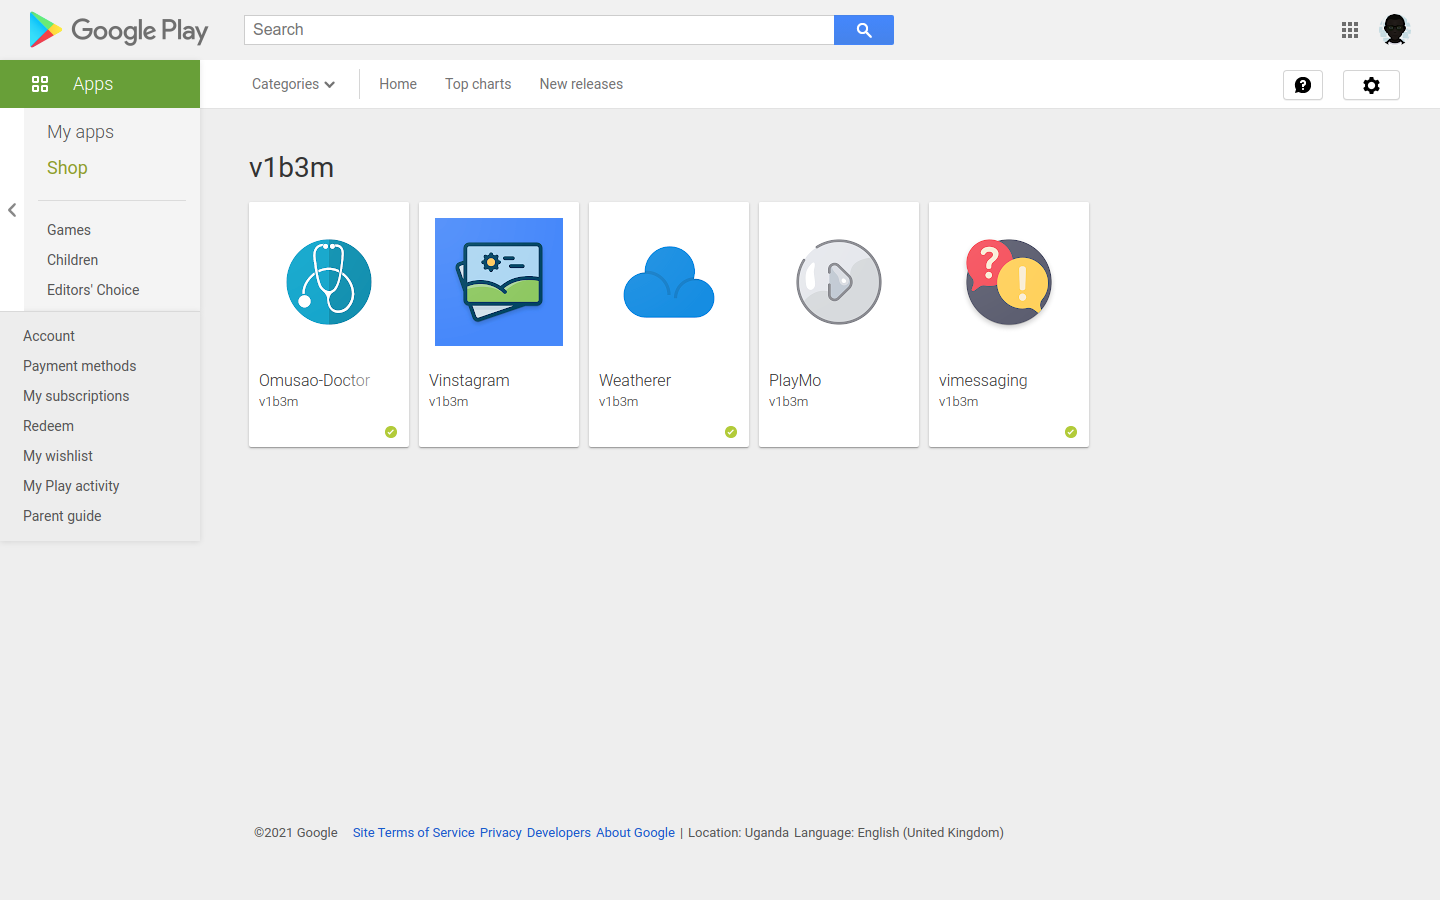 Google Play
Search
Apps
Categories
Home
Top charts
New releases
My apps
Shop
Games
Children
Editors' Choice
Account
Payment methods
My subscriptions
Redeem
My wishlist
My Play activity
Parent guide
v1b3m
Omusao-Doctor
v1b3m
Vinstagram
v1b3m
Weatherer
v1b3m
PlayMo
v1b3m
vimessaging
v1b3m
©2021 Google Site Terms of Service Privacy Developers About Google | Location: Uganda Language: English (United Kingdom)